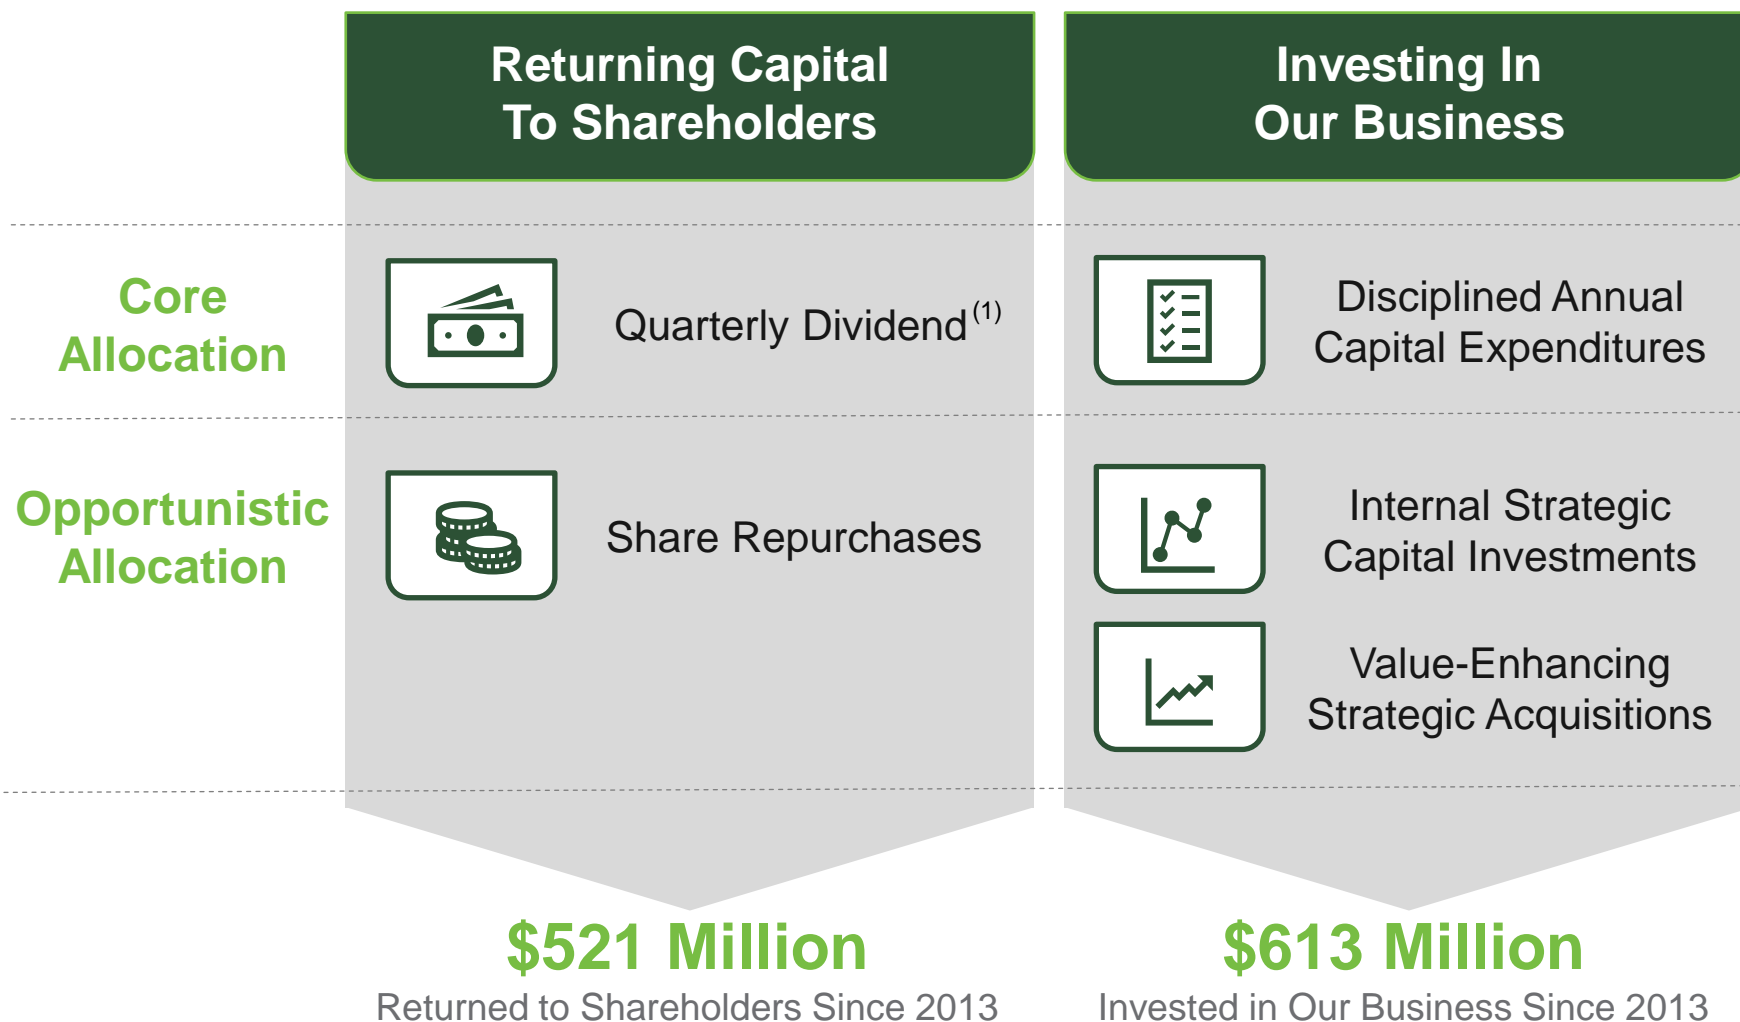 Returning Capital
To Shareholders
Investing In
Our Business
Core
Allocation
Quarterly Dividend (1)
Disciplined Annual
Capital Expenditures
Opportunistic
Allocation
Share Repurchases
Internal Strategic
Capital Investments
Value-Enhancing
Strategic Acquisitions
$521 Million
Returned to Shareholders Since 2013
$613 Million
Invested in Our Business Since 2013